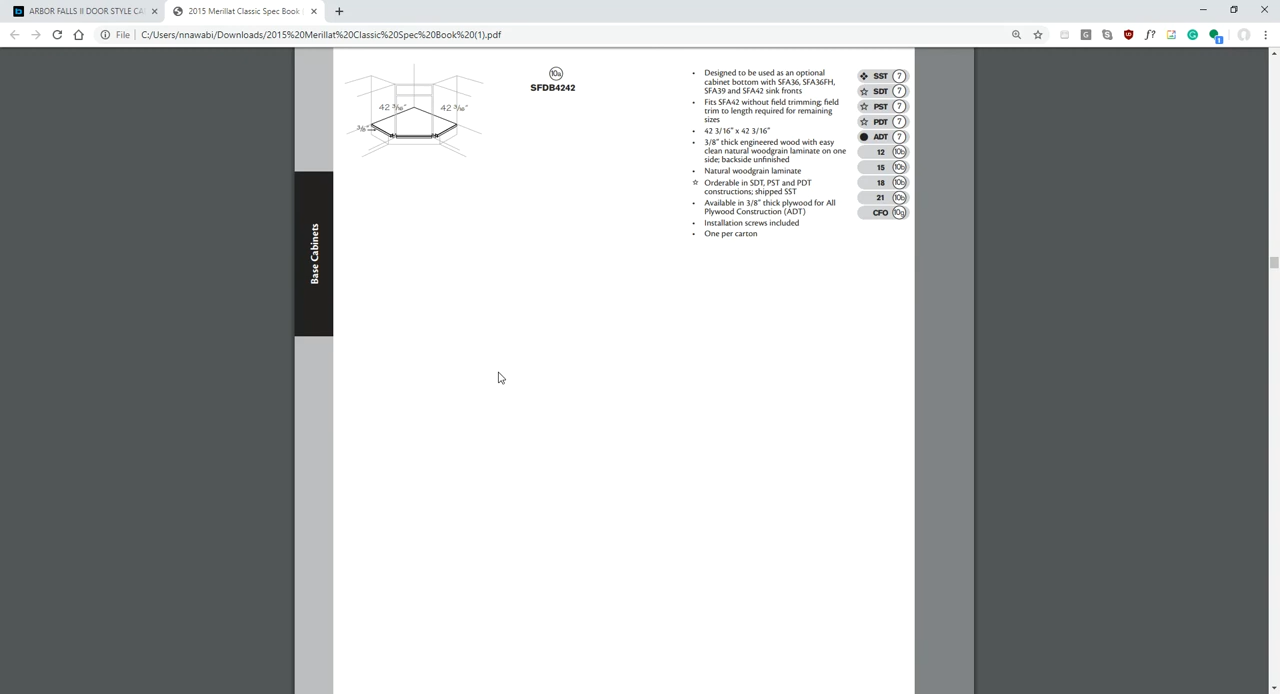 ARBOR FALLS II DOOR STYLE CA
2015 Merillat Classic Spec Book
File
C:/Users/nnawabi/Downloads/2015%20Merillat%20Classic%20Spec%20Book%20(1).pdf
Base Cabinets
42 3/16"
42 3/16"
3/8"
10a
SFDB4242
• Designed to be used as an optional
cabinet bottom with SFA36, SFA36FH,
SFA39 and SFA42 sink fronts
• Fits SFA42 without field trimming; field
trim to length required for remaining
sizes
• 42 3/16" x 42 3/16"
• 3/8" thick engineered wood with easy
clean natural woodgrain laminate on one
side; backside unfinished
• Natural woodgrain laminate
☆ Orderable in SDT, PST and PDT
constructions; shipped SST
• Available in 3/8" thick plywood for All
Plywood Construction (ADT)
• Installation screws included
• One per carton
❖ SST 7
☆ SDT 7
☆ PST 7
☆ PDT 7
● ADT 7
12 10b
15 10b
18 10b
21 10b
CFO 10g